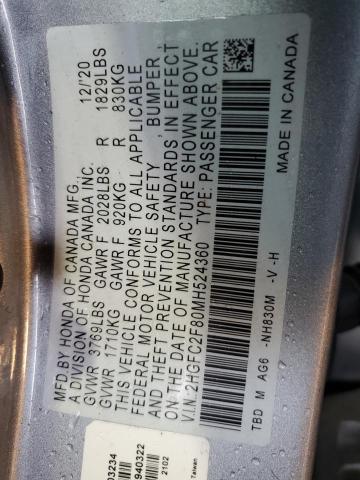 MFD BY HONDA OF CANADA MFG. 12/'20
A DIVISION OF HONDA CANADA INC.
GVWR 3769LBS GAWR F 2028LBS R 1829LBS
GVWR 1710KG GAWR F 920KG R 830KG
THIS VEHICLE CONFORMS TO ALL APPLICABLE
FEDERAL MOTOR VEHICLE SAFETY , BUMPER
AND THEFT PREVENTION STANDARDS IN EFFECT
ON THE DATE OF MANUFACTURE SHOWN ABOVE.
V.I.N:2HGFC2F80MH524360 TYPE: PASSENGER CAR
TBD M AG6 -NH830M -V -H MADE IN CANADA
03234
940322
2102
Taiwan